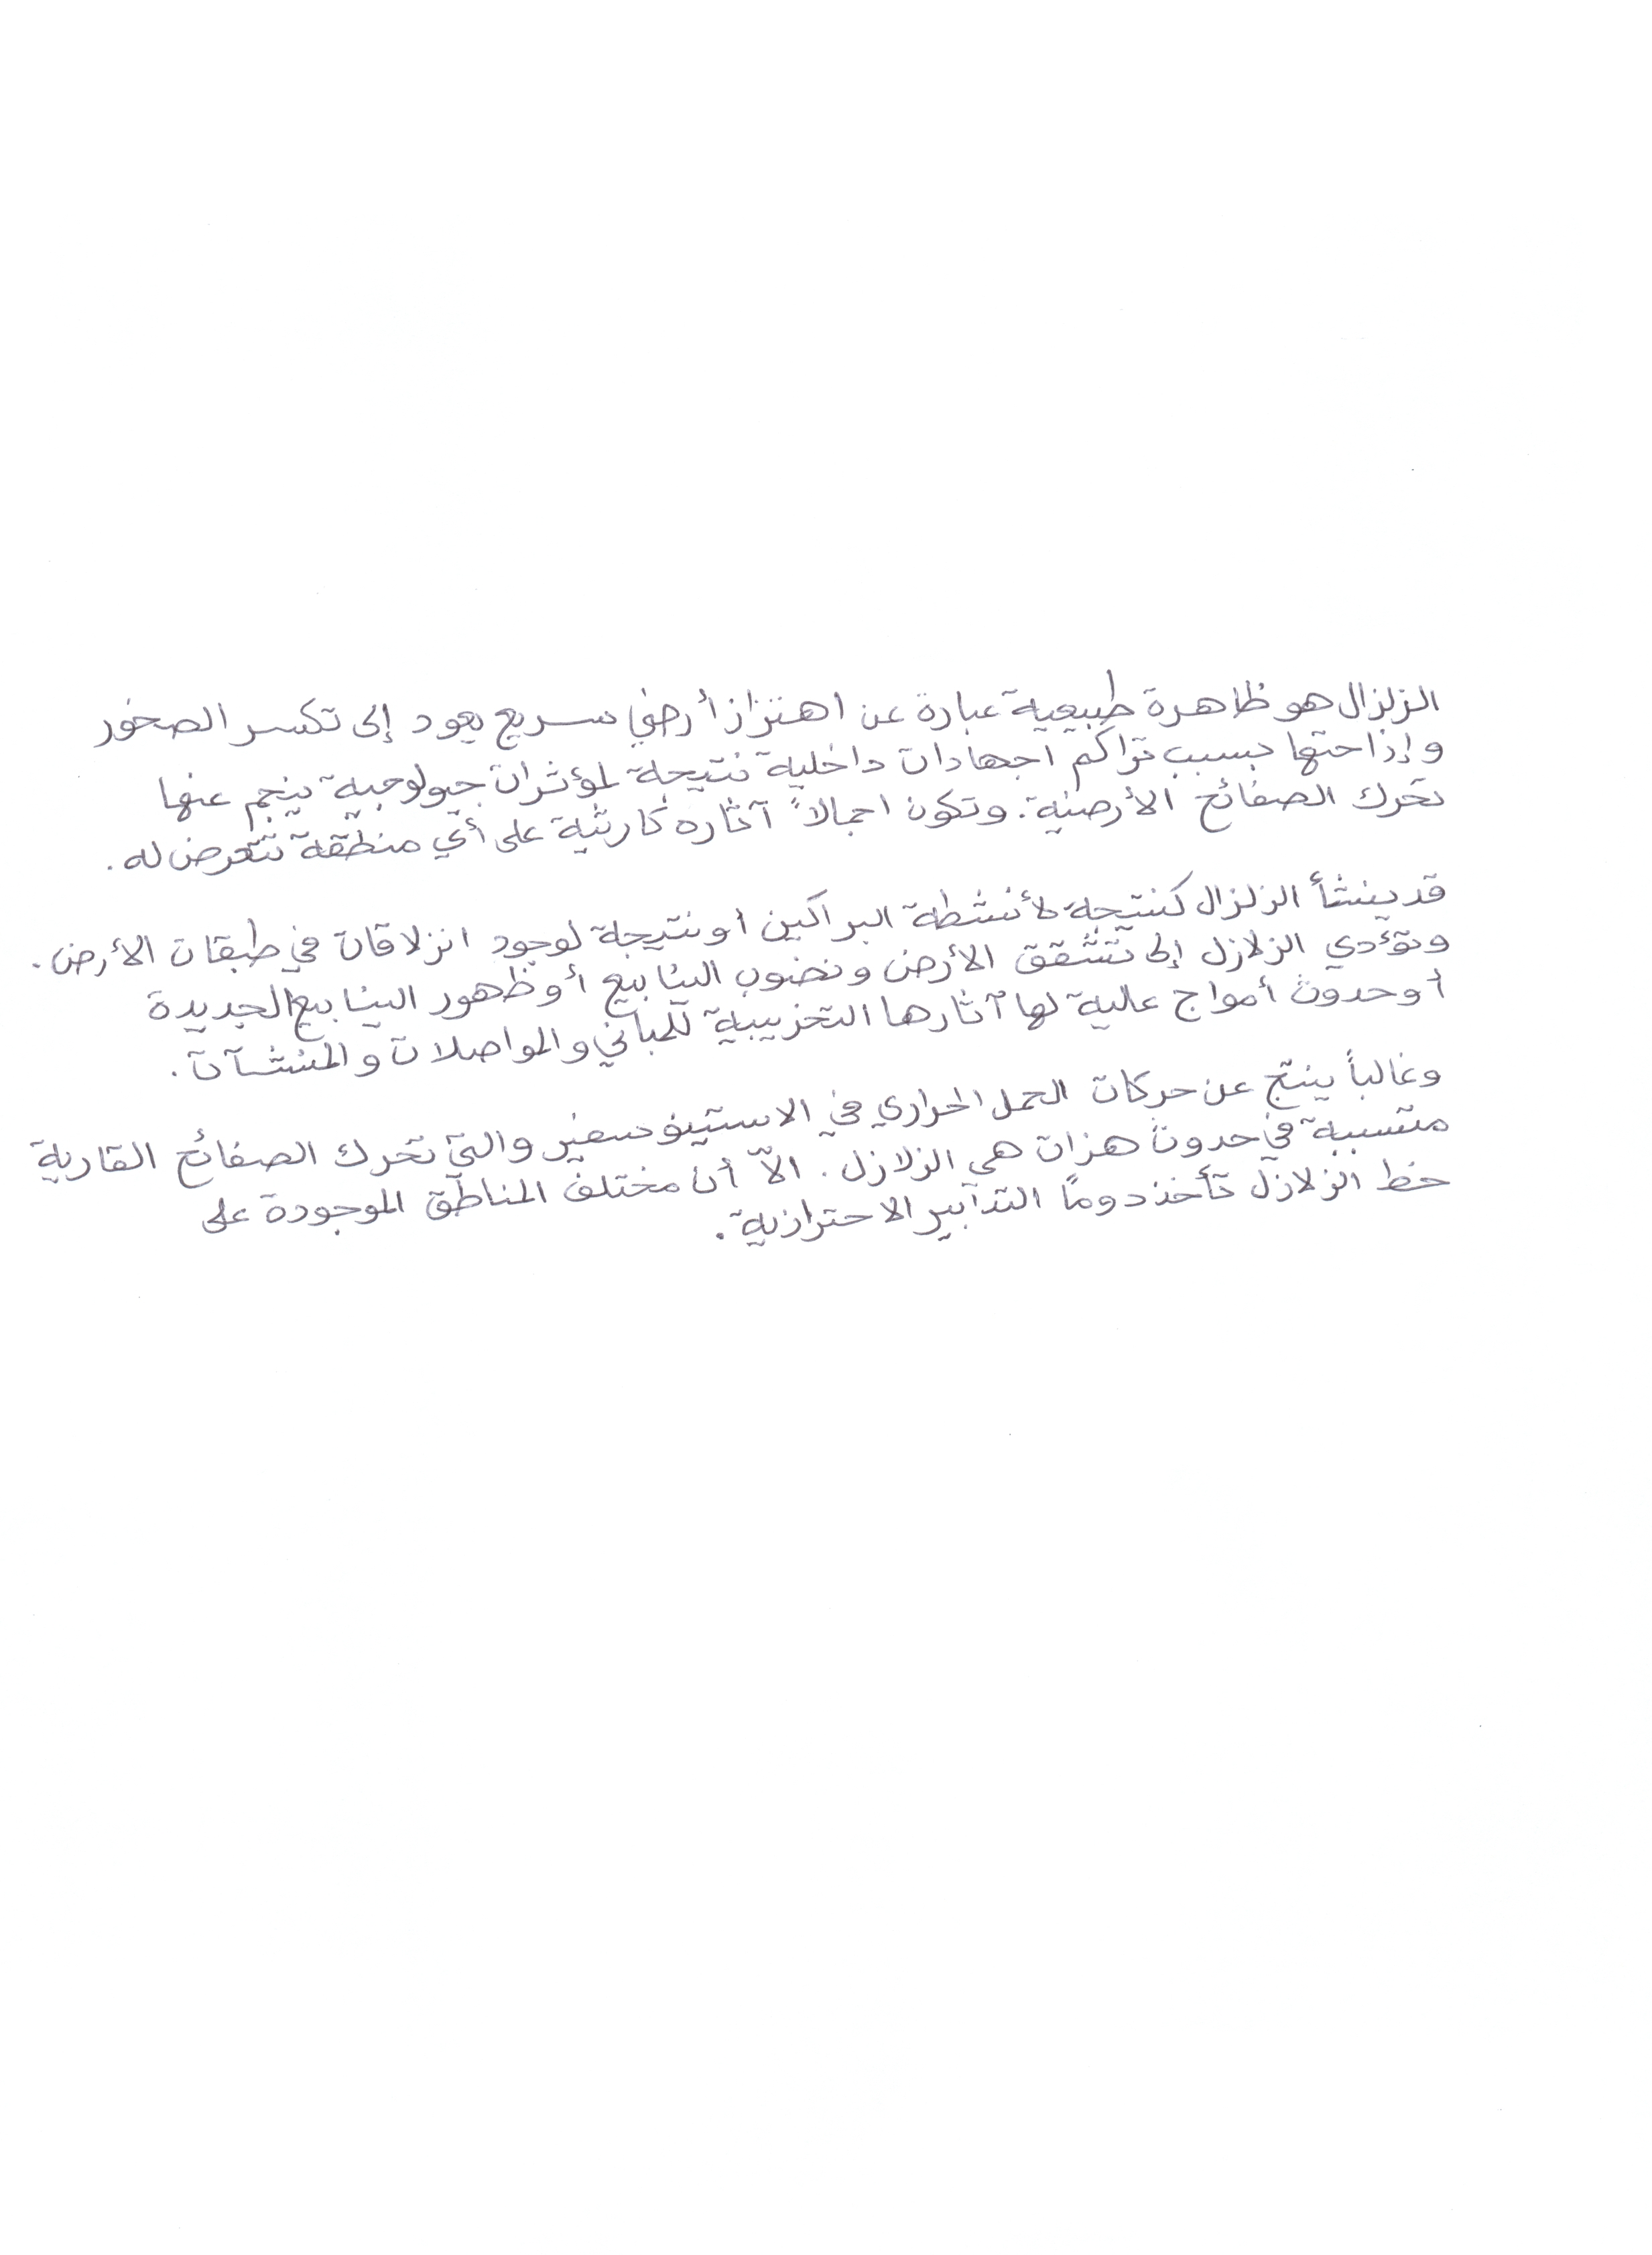 الزلزال هو ظاهرة طبيعية عبارة عن اهتزاز أرضي سريع يعود إلى تكسر الصخور
وإزاحتها بسبب تراكم اجهادات داخلية نتيجة لمؤثرات جيولوجية ينجم عنها
تحرك الصفائح الأرضية. وتكون اجمالاً آثاره كارثية على أي منطقة تتعرض له.
قد ينشأ الزلزال كنتيجة لأنشطة البراكين أو نتيجة لوجود انزلاقات في طبقات الأرض.
وتؤدي الزلازل إلى تشقق الأرض ونضوب الينابيع أو ظهور الينابيع الجديدة
أو حدوث أمواج عالية لها آثارها التخريبية للمباني والمواصلات والمنشآت.
وغالباً ينتج عن حركات الحمل الحراري في الاستينوسفير والتي تحرك الصفائح القارية
متسببة في حدوث هزات هي الزلازل. الاّ أن مختلف المناطق الموجودة على
خط الزلازل تأخذ دوماً التدابير الاحترازية.